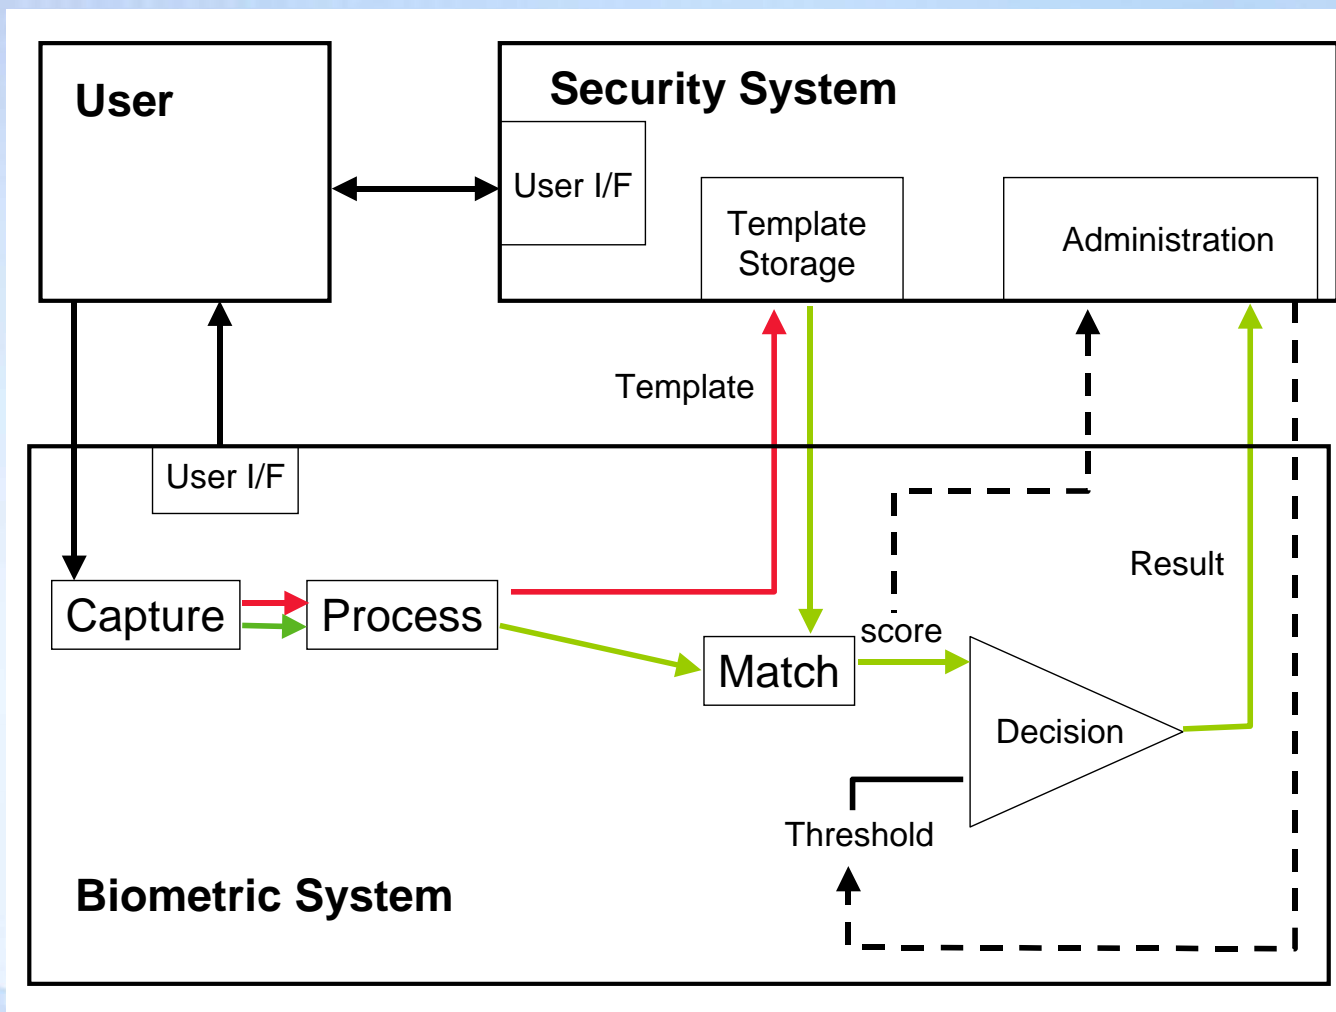 User
Security System
User I/F
Template
Storage
Administration
Template
User I/F
Result
Capture
Process
score
Match
Decision
Threshold
Biometric System